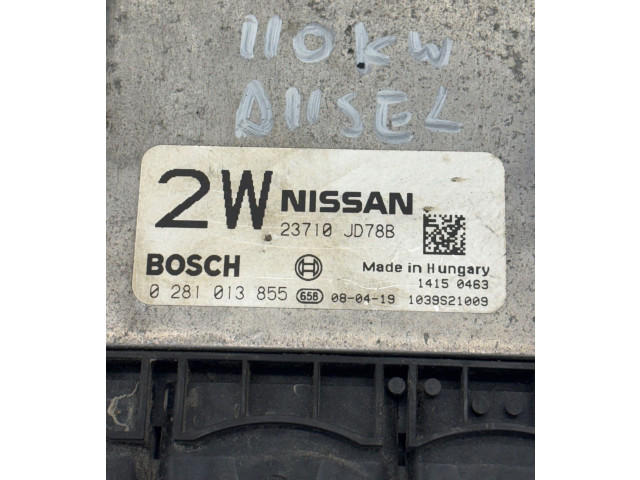 110KW
DIISEL
2W NISSAN
23710 JD78B
BOSCH
Made in Hungary
1415 0463
0 281 013 855 658 08-04-19 1039S21009